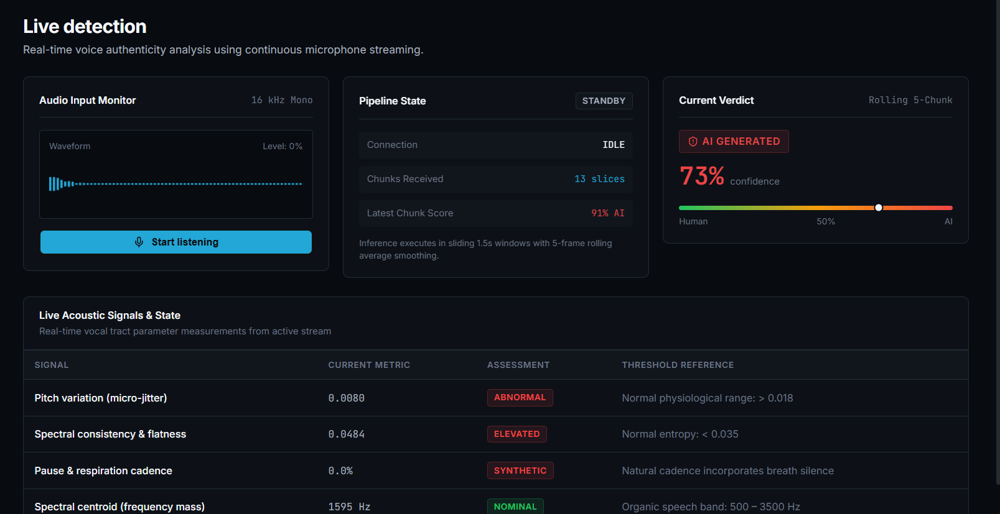 Live detection
Real-time voice authenticity analysis using continuous microphone streaming.
Audio Input Monitor
16 kHz Mono
Waveform
Level: 0%
Start listening
Pipeline State
STANDBY
Connection
IDLE
Chunks Received
13 slices
Latest Chunk Score
91% AI
Inference executes in sliding 1.5s windows with 5-frame rolling
average smoothing.
Current Verdict
Rolling 5-Chunk
AI GENERATED
73% confidence
Human
50%
AI
Live Acoustic Signals & State
Real-time vocal tract parameter measurements from active stream
SIGNAL CURRENT METRIC ASSESSMENT THRESHOLD REFERENCE
Pitch variation (micro-jitter) 0.0080 ABNORMAL Normal physiological range: > 0.018
Spectral consistency & flatness 0.0484 ELEVATED Normal entropy: < 0.035
Pause & respiration cadence 0.0% SYNTHETIC Natural cadence incorporates breath silence
Spectral centroid (frequency mass) 1595 Hz NOMINAL Organic speech band: 500 – 3500 Hz